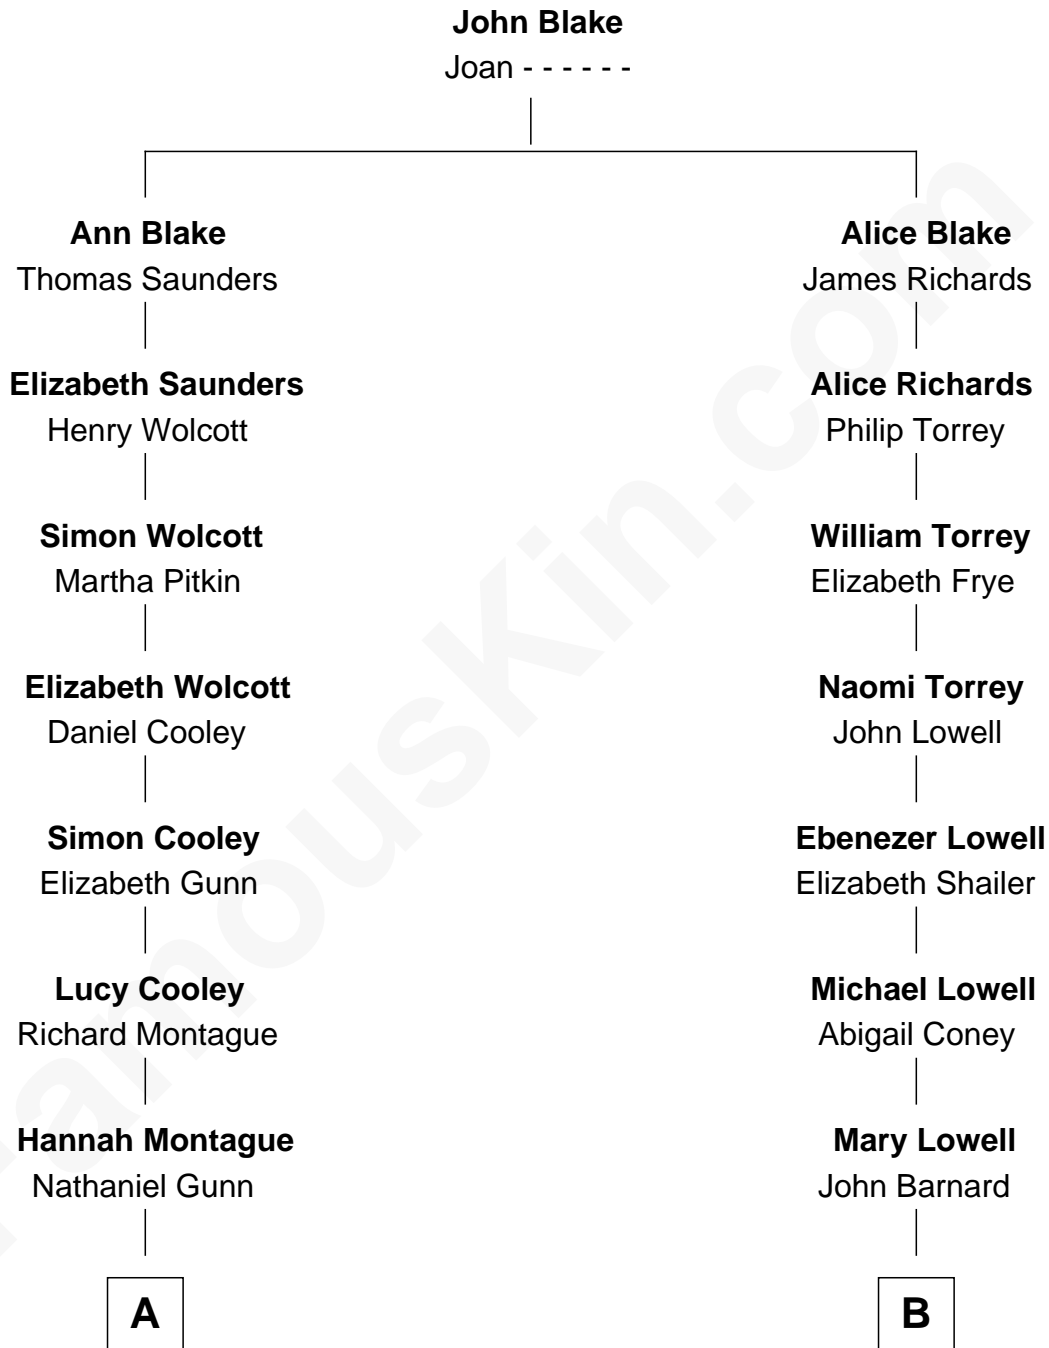 John Blake
Joan - - - - - -
Ann Blake
Thomas Saunders
Elizabeth Saunders
Henry Wolcott
Simon Wolcott
Martha Pitkin
Elizabeth Wolcott
Daniel Cooley
Simon Cooley
Elizabeth Gunn
Lucy Cooley
Richard Montague
Hannah Montague
Nathaniel Gunn
A
Alice Blake
James Richards
Alice Richards
Philip Torrey
William Torrey
Elizabeth Frye
Naomi Torrey
John Lowell
Ebenezer Lowell
Elizabeth Shailer
Michael Lowell
Abigail Coney
Mary Lowell
John Barnard
B
FamousKin.com